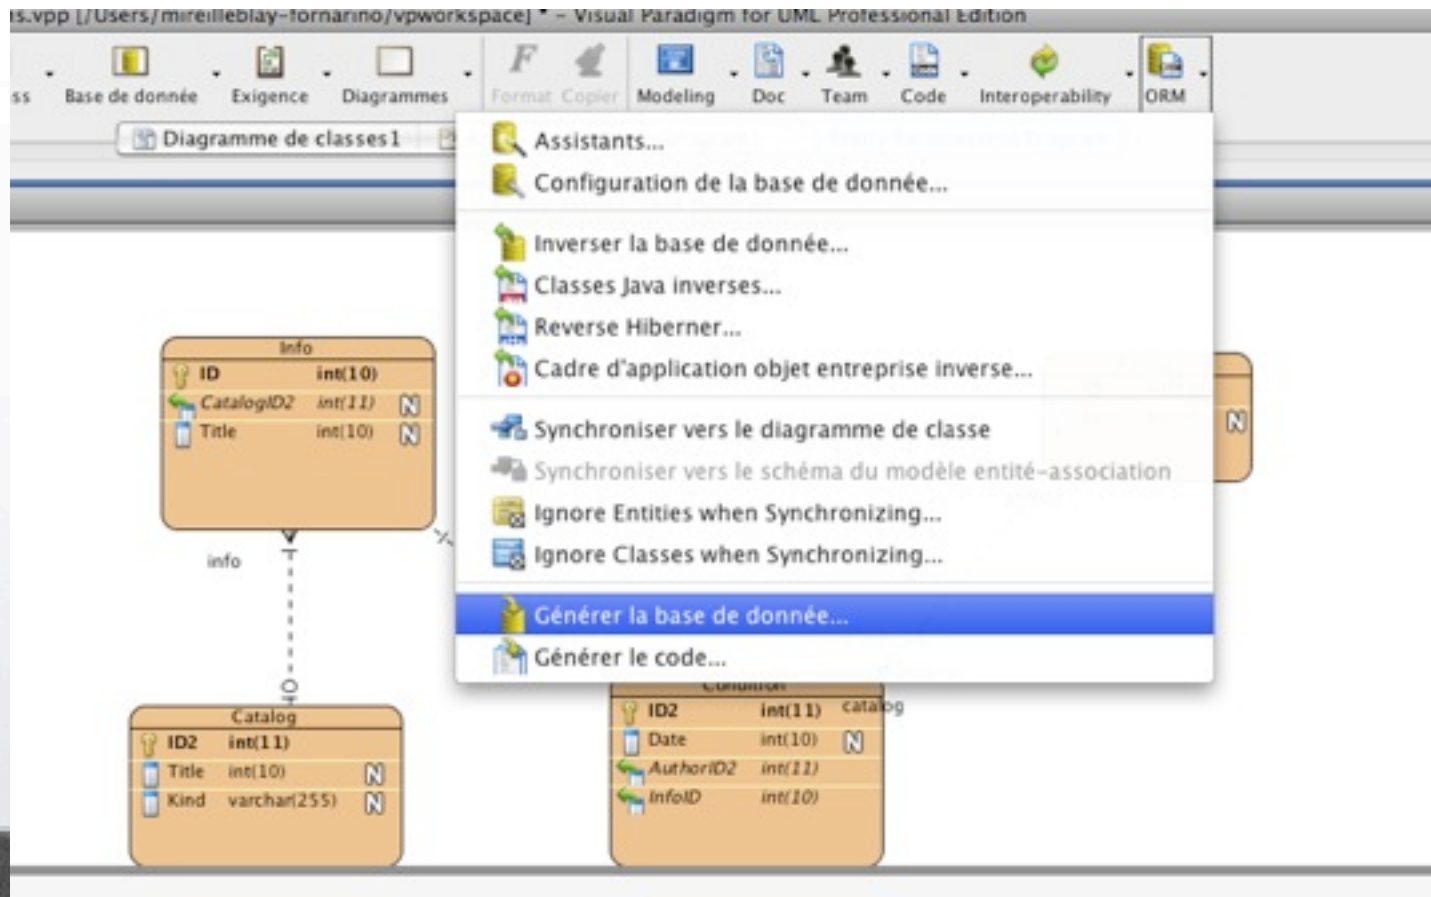 is.vpp [/Users/mireilleblay-fornarino/vpworkspace] * - Visual Paradigm for UML Professional Edition
ss Base de donnée Exigence Diagrammes Format Copier Modeling Doc Team Code Interoperability ORM
Diagramme de classes1
Assistants...
Configuration de la base de donnée...
Inverser la base de donnée...
Classes Java inverses...
Reverse Hiberner...
Cadre d'application objet entreprise inverse...
Synchroniser vers le diagramme de classe
Synchroniser vers le schéma du modèle entité-association
Ignore Entities when Synchronizing...
Ignore Classes when Synchronizing...
Générer la base de donnée...
Générer le code...
Info
ID int(10)
CatalogID2 int(11) N
Title int(10) N
N
info
Catalog
ID2 int(11)
Title int(10) N
Kind varchar(255) N
Condition
ID2 int(11) catalog
Date int(10) N
AuthorID2 int(11)
InfoID int(10)